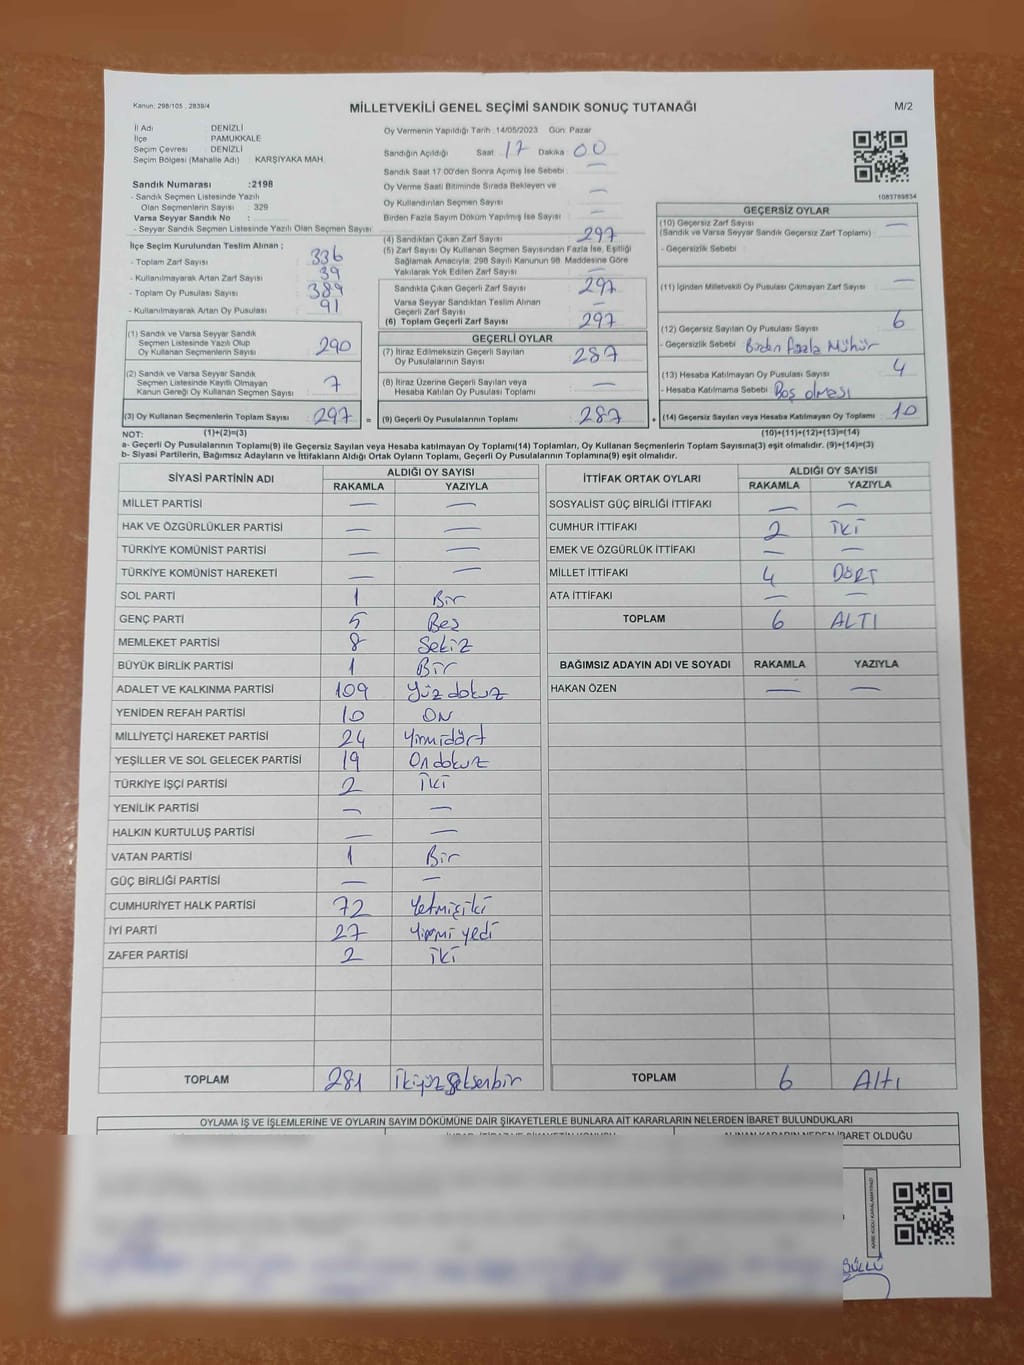 Kanun: 298/105 , 2839/4
MİLLETVEKİLİ GENEL SEÇİMİ SANDIK SONUÇ TUTANAĞI
M/2
İl Adı DENİZLİ
İlçe PAMUKKALE
Seçim Çevresi DENİZLİ
Seçim Bölgesi (Mahalle Adı) : KARŞIYAKA MAH
Oy Vermenin Yapıldığı Tarih : 14/05/2023 Gün: Pazar
Sandığın Açıldığı Saat : 17 Dakika : 00
Sandık Saat 17.00'den Sonra Açımış İse Sebebi : —
Oy Verme Saati Bitiminde Sırada Bekleyen ve
Oy Kullandırılan Seçmen Sayısı : —
Birden Fazla Sayım Döküm Yapılmış İse Sayısı : —
1083789834
Sandık Numarası :2198
- Sandık Seçmen Listesinde Yazılı
Olan Seçmenlerin Sayısı : 329
Varsa Seyyar Sandık No :
- Seyyar Sandık Seçmen Listesinde Yazılı Olan Seçmen Sayısı
İlçe Seçim Kurulundan Teslim Alınan ;
- Toplam Zarf Sayısı : 336
- Kullanılmayarak Artan Zarf Sayısı : 39
- Toplam Oy Pusulası Sayısı : 389
- Kullanılmayarak Artan Oy Pusulası : 91
(1) Sandık ve Varsa Seyyar Sandık
Seçmen Listesinde Yazılı Olup
Oy Kullanan Seçmenlerin Sayısı : 290
(2) Sandık ve Varsa Seyyar Sandık
Seçmen Listesinde Kayıtlı Olmayan
Kanun Gereği Oy Kullanan Seçmen Sayısı : 7
(3) Oy Kullanan Seçmenlerin Toplam Sayısı : 297 =
(4) Sandıktan Çıkan Zarf Sayısı : 297
(5) Zarf Sayısı Oy Kullanan Seçmen Sayısından Fazla İse, Eşitliği
Sağlamak Amacıyla, 298 Sayılı Kanunun 98. Maddesine Göre
Yakılarak Yok Edilen Zarf Sayısı : —
Sandıkta Çıkan Geçerli Zarf Sayısı : 297
Varsa Seyyar Sandıktan Teslim Alınan
Geçerli Zarf Sayısı : —
(6) Toplam Geçerli Zarf Sayısı : 297
GEÇERLİ OYLAR
(7) İtiraz Edilmeksizin Geçerli Sayılan
Oy Pusulalarının Sayısı : 287
(8) İtiraz Üzerine Geçerli Sayılan veya
Hesaba Katılan Oy Pusulası Toplamı : —
(9) Geçerli Oy Pusulalarının Toplamı : 287 +
GEÇERSİZ OYLAR
(10) Geçersiz Zarf Sayısı : —
(Sandık ve Varsa Seyyar Sandık Geçersiz Zarf Toplamı)
- Geçersizlik Sebebi :
(11) İçinden Milletvekili Oy Pusulası Çıkmayan Zarf Sayısı : —
(12) Geçersiz Sayılan Oy Pusulası Sayısı : 6
- Geçersizlik Sebebi : Birden fazla Mühür
(13) Hesaba Katılmayan Oy Pusulası Sayısı : 4
- Hesaba Katılmama Sebebi : Boş olması
(14) Geçersiz Sayılan veya Hesaba Katılmayan Oy Toplamı : 10
NOT: (1)+(2)=(3) (10)+(11)+(12)+(13)=(14)
a- Geçerli Oy Pusulalarının Toplamı(9) ile Geçersiz Sayılan veya Hesaba katılmayan Oy Toplamı(14) Toplamları, Oy Kullanan Seçmenlerin Toplam Sayısına(3) eşit olmalıdır. (9)+(14)=(3)
b- Siyasi Partilerin, Bağımsız Adayların ve İttifakların Aldığı Ortak Oyların Toplamı, Geçerli Oy Pusulalarının Toplamına(9) eşit olmalıdır.
SİYASİ PARTİNİN ADI ALDIĞI OY SAYISI
RAKAMLA YAZIYLA
MİLLET PARTİSİ — —
HAK VE ÖZGÜRLÜKLER PARTİSİ — —
TÜRKİYE KOMÜNİST PARTİSİ — —
TÜRKİYE KOMÜNİST HAREKETİ — —
SOL PARTİ 1 Bir
GENÇ PARTİ 5 Beş
MEMLEKET PARTİSİ 8 Sekiz
BÜYÜK BİRLİK PARTİSİ 1 Bir
ADALET VE KALKINMA PARTİSİ 109 Yüz dokuz
YENİDEN REFAH PARTİSİ 10 ON
MİLLİYETÇİ HAREKET PARTİSİ 24 Yirmidört
YEŞİLLER VE SOL GELECEK PARTİSİ 19 On dokuz
TÜRKİYE İŞÇİ PARTİSİ 2 İki
YENİLİK PARTİSİ — —
HALKIN KURTULUŞ PARTİSİ — —
VATAN PARTİSİ 1 Bir
GÜÇ BİRLİĞİ PARTİSİ — —
CUMHURİYET HALK PARTİSİ 72 Yetmişiki
İYİ PARTİ 27 Yirmi yedi
ZAFER PARTİSİ 2 İki
TOPLAM 281 İkiyüz Seksenbir
İTTİFAK ORTAK OYLARI ALDIĞI OY SAYISI
RAKAMLA YAZIYLA
SOSYALİST GÜÇ BİRLİĞİ İTTİFAKI — —
CUMHUR İTTİFAKI 2 İKİ
EMEK VE ÖZGÜRLÜK İTTİFAKI — —
MİLLET İTTİFAKI 4 DÖRT
ATA İTTİFAKI — —
TOPLAM 6 ALTI
BAĞIMSIZ ADAYIN ADI VE SOYADI RAKAMLA YAZIYLA
HAKAN ÖZEN — —
TOPLAM 6 Altı
OYLAMA İŞ VE İŞLEMLERİNE VE OYLARIN SAYIM DÖKÜMÜNE DAİR ŞİKAYETLERLE BUNLARA AİT KARARLARIN NELERDEN İBARET BULUNDUKLARI
ALINAN KARARIN NEDEN İBARET OLDUĞU